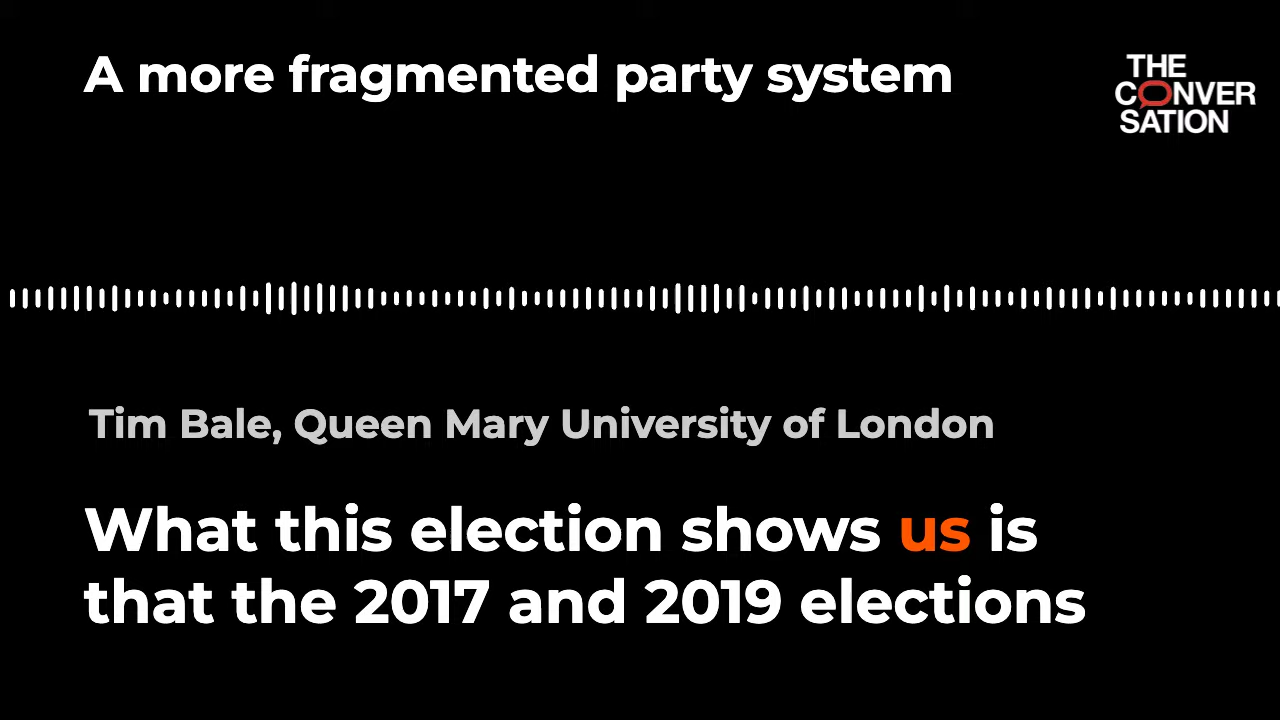 A more fragmented party system
THE
CONVER
SATION
Tim Bale, Queen Mary University of London
What this election shows us is
that the 2017 and 2019 elections